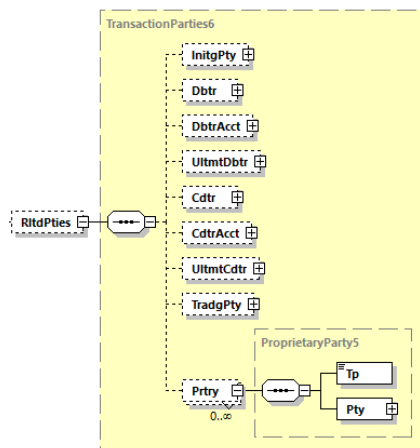 TransactionParties6
InitgPty
Dbtr
DbtrAcct
UltmtDbtr
Cdtr
RltdPties
CdtrAcct
UltmtCdtr
TradgPty
ProprietaryParty5
Tp
Prtry
Pty
0..∞